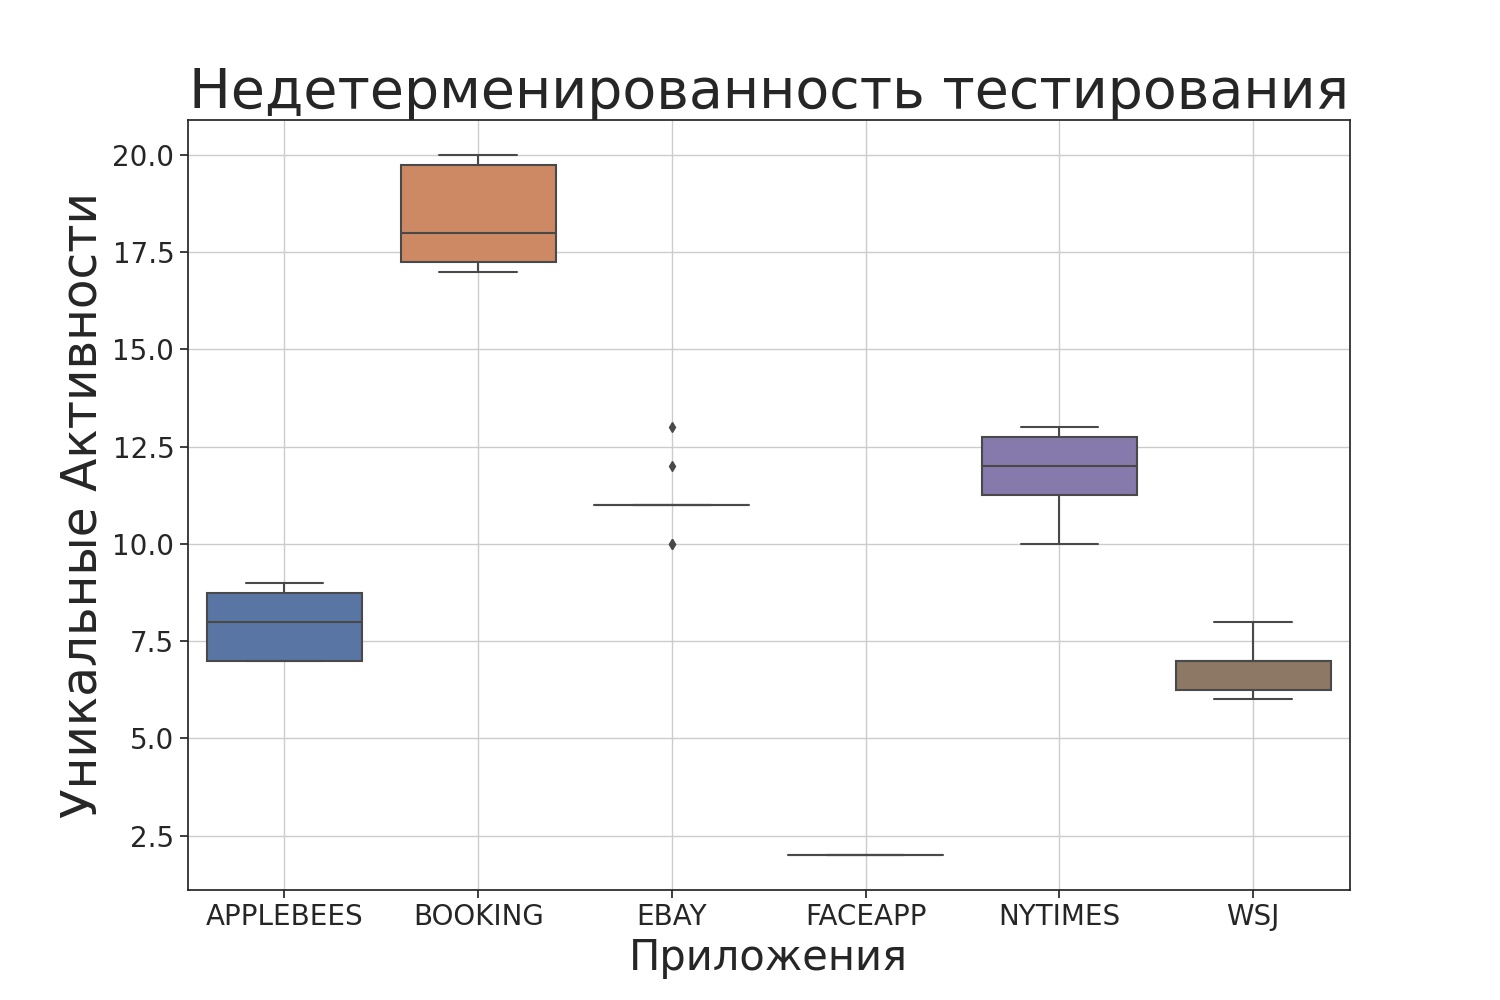 Недетерменированность тестирования
Уникальные Активности
20.0
17.5
15.0
12.5
10.0
7.5
5.0
2.5
APPLEBEES BOOKING EBAY FACEAPP NYTIMES WSJ
Приложения